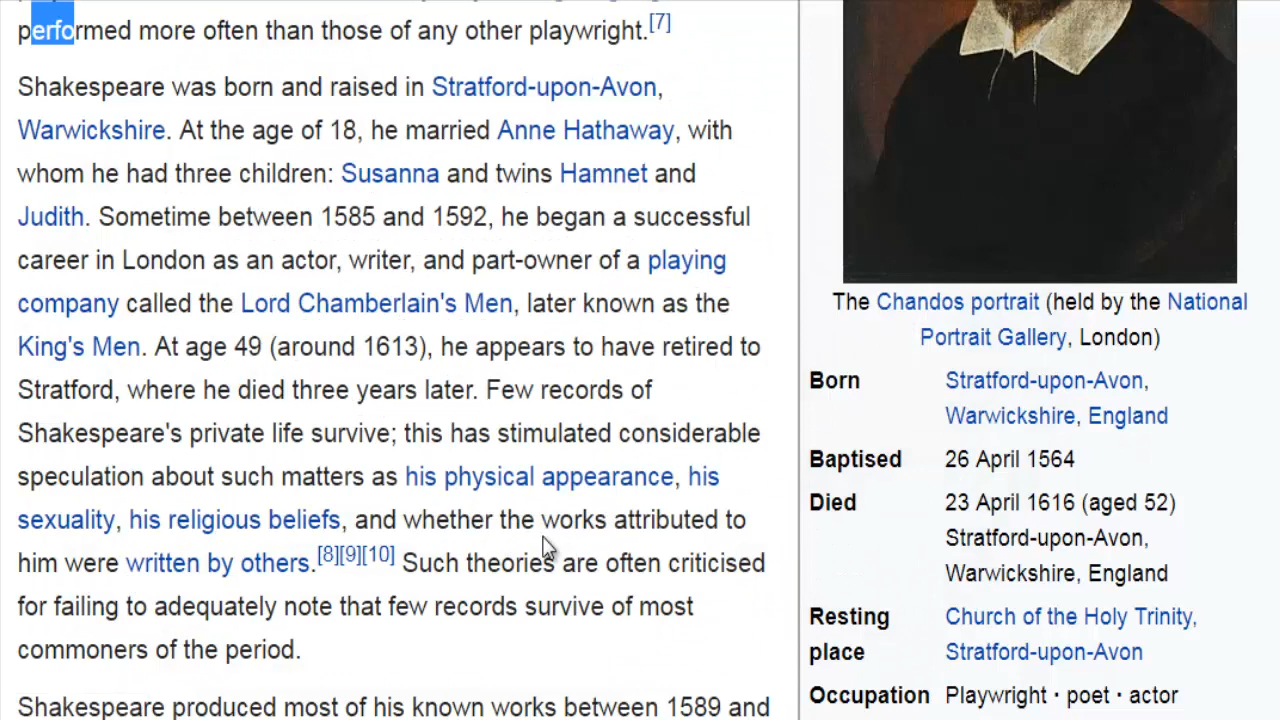 performed more often than those of any other playwright.[7]
Shakespeare was born and raised in Stratford-upon-Avon,
Warwickshire. At the age of 18, he married Anne Hathaway, with
whom he had three children: Susanna and twins Hamnet and
Judith. Sometime between 1585 and 1592, he began a successful
career in London as an actor, writer, and part-owner of a playing
company called the Lord Chamberlain's Men, later known as the
King's Men. At age 49 (around 1613), he appears to have retired to
Stratford, where he died three years later. Few records of
Shakespeare's private life survive; this has stimulated considerable
speculation about such matters as his physical appearance, his
sexuality, his religious beliefs, and whether the works attributed to
him were written by others.[8][9][10] Such theories are often criticised
for failing to adequately note that few records survive of most
commoners of the period.
Shakespeare produced most of his known works between 1589 and
The Chandos portrait (held by the National
Portrait Gallery, London)
Born Stratford-upon-Avon,
Warwickshire, England
Baptised 26 April 1564
Died 23 April 1616 (aged 52)
Stratford-upon-Avon,
Warwickshire, England
Resting Church of the Holy Trinity,
place Stratford-upon-Avon
Occupation Playwright · poet · actor